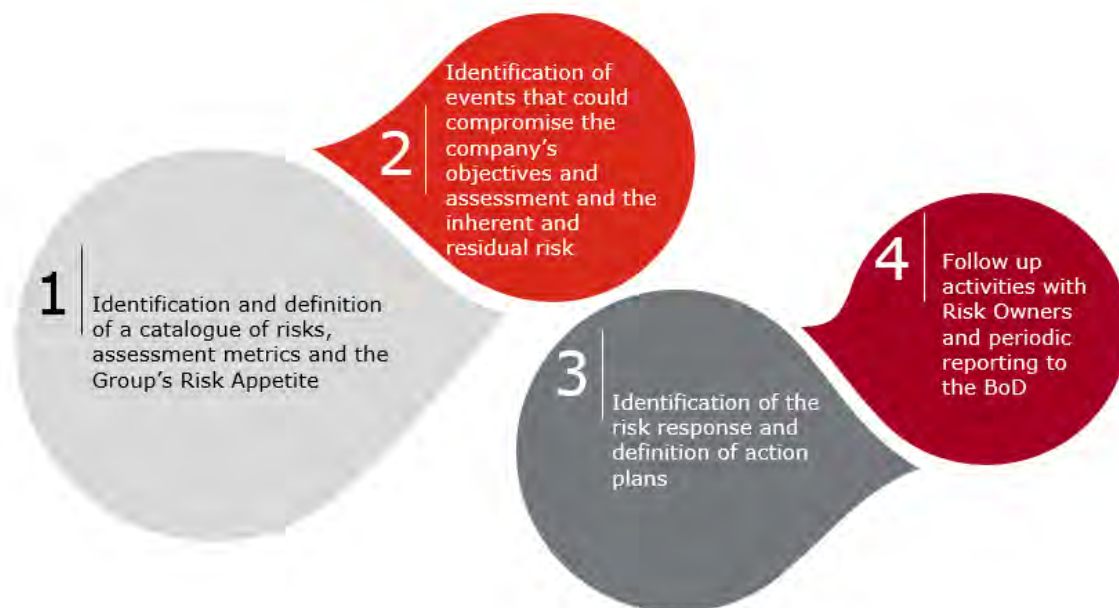 1
Identification and definition
of a catalogue of risks,
assessment metrics and the
Group's Risk Appetite
2
Identification of
events that could
compromise the
company's
objectives and
assessment and the
inherent and
residual risk
3
Identification of the
risk response and
definition of action
plans
4
Follow up
activities with
Risk Owners
and periodic
reporting to
the BoD